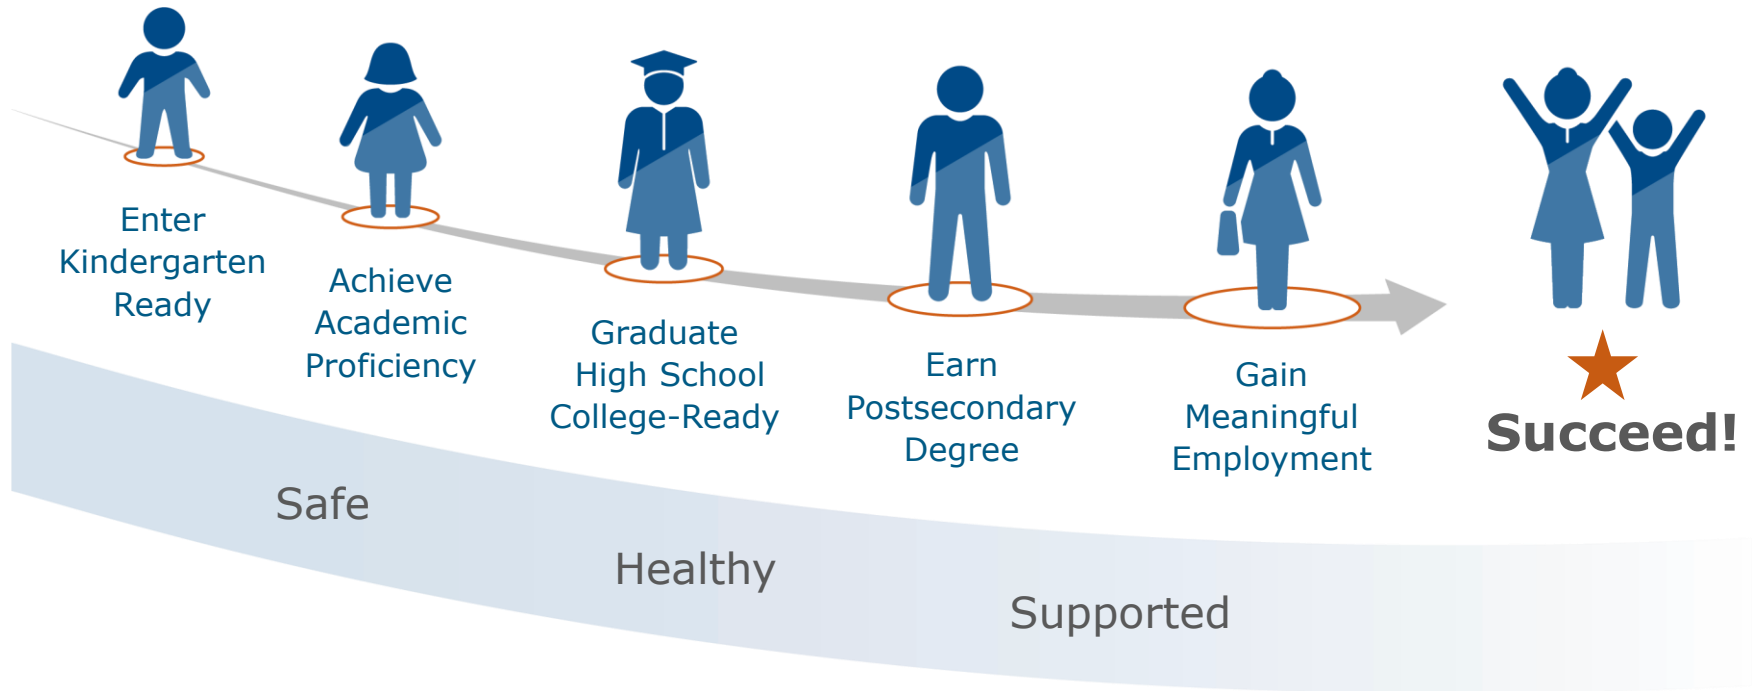 Enter
Kindergarten
Ready
Achieve
Academic
Proficiency
Graduate
High School
College-Ready
Earn
Postsecondary
Degree
Gain
Meaningful
Employment
Succeed!
Safe
Healthy
Supported